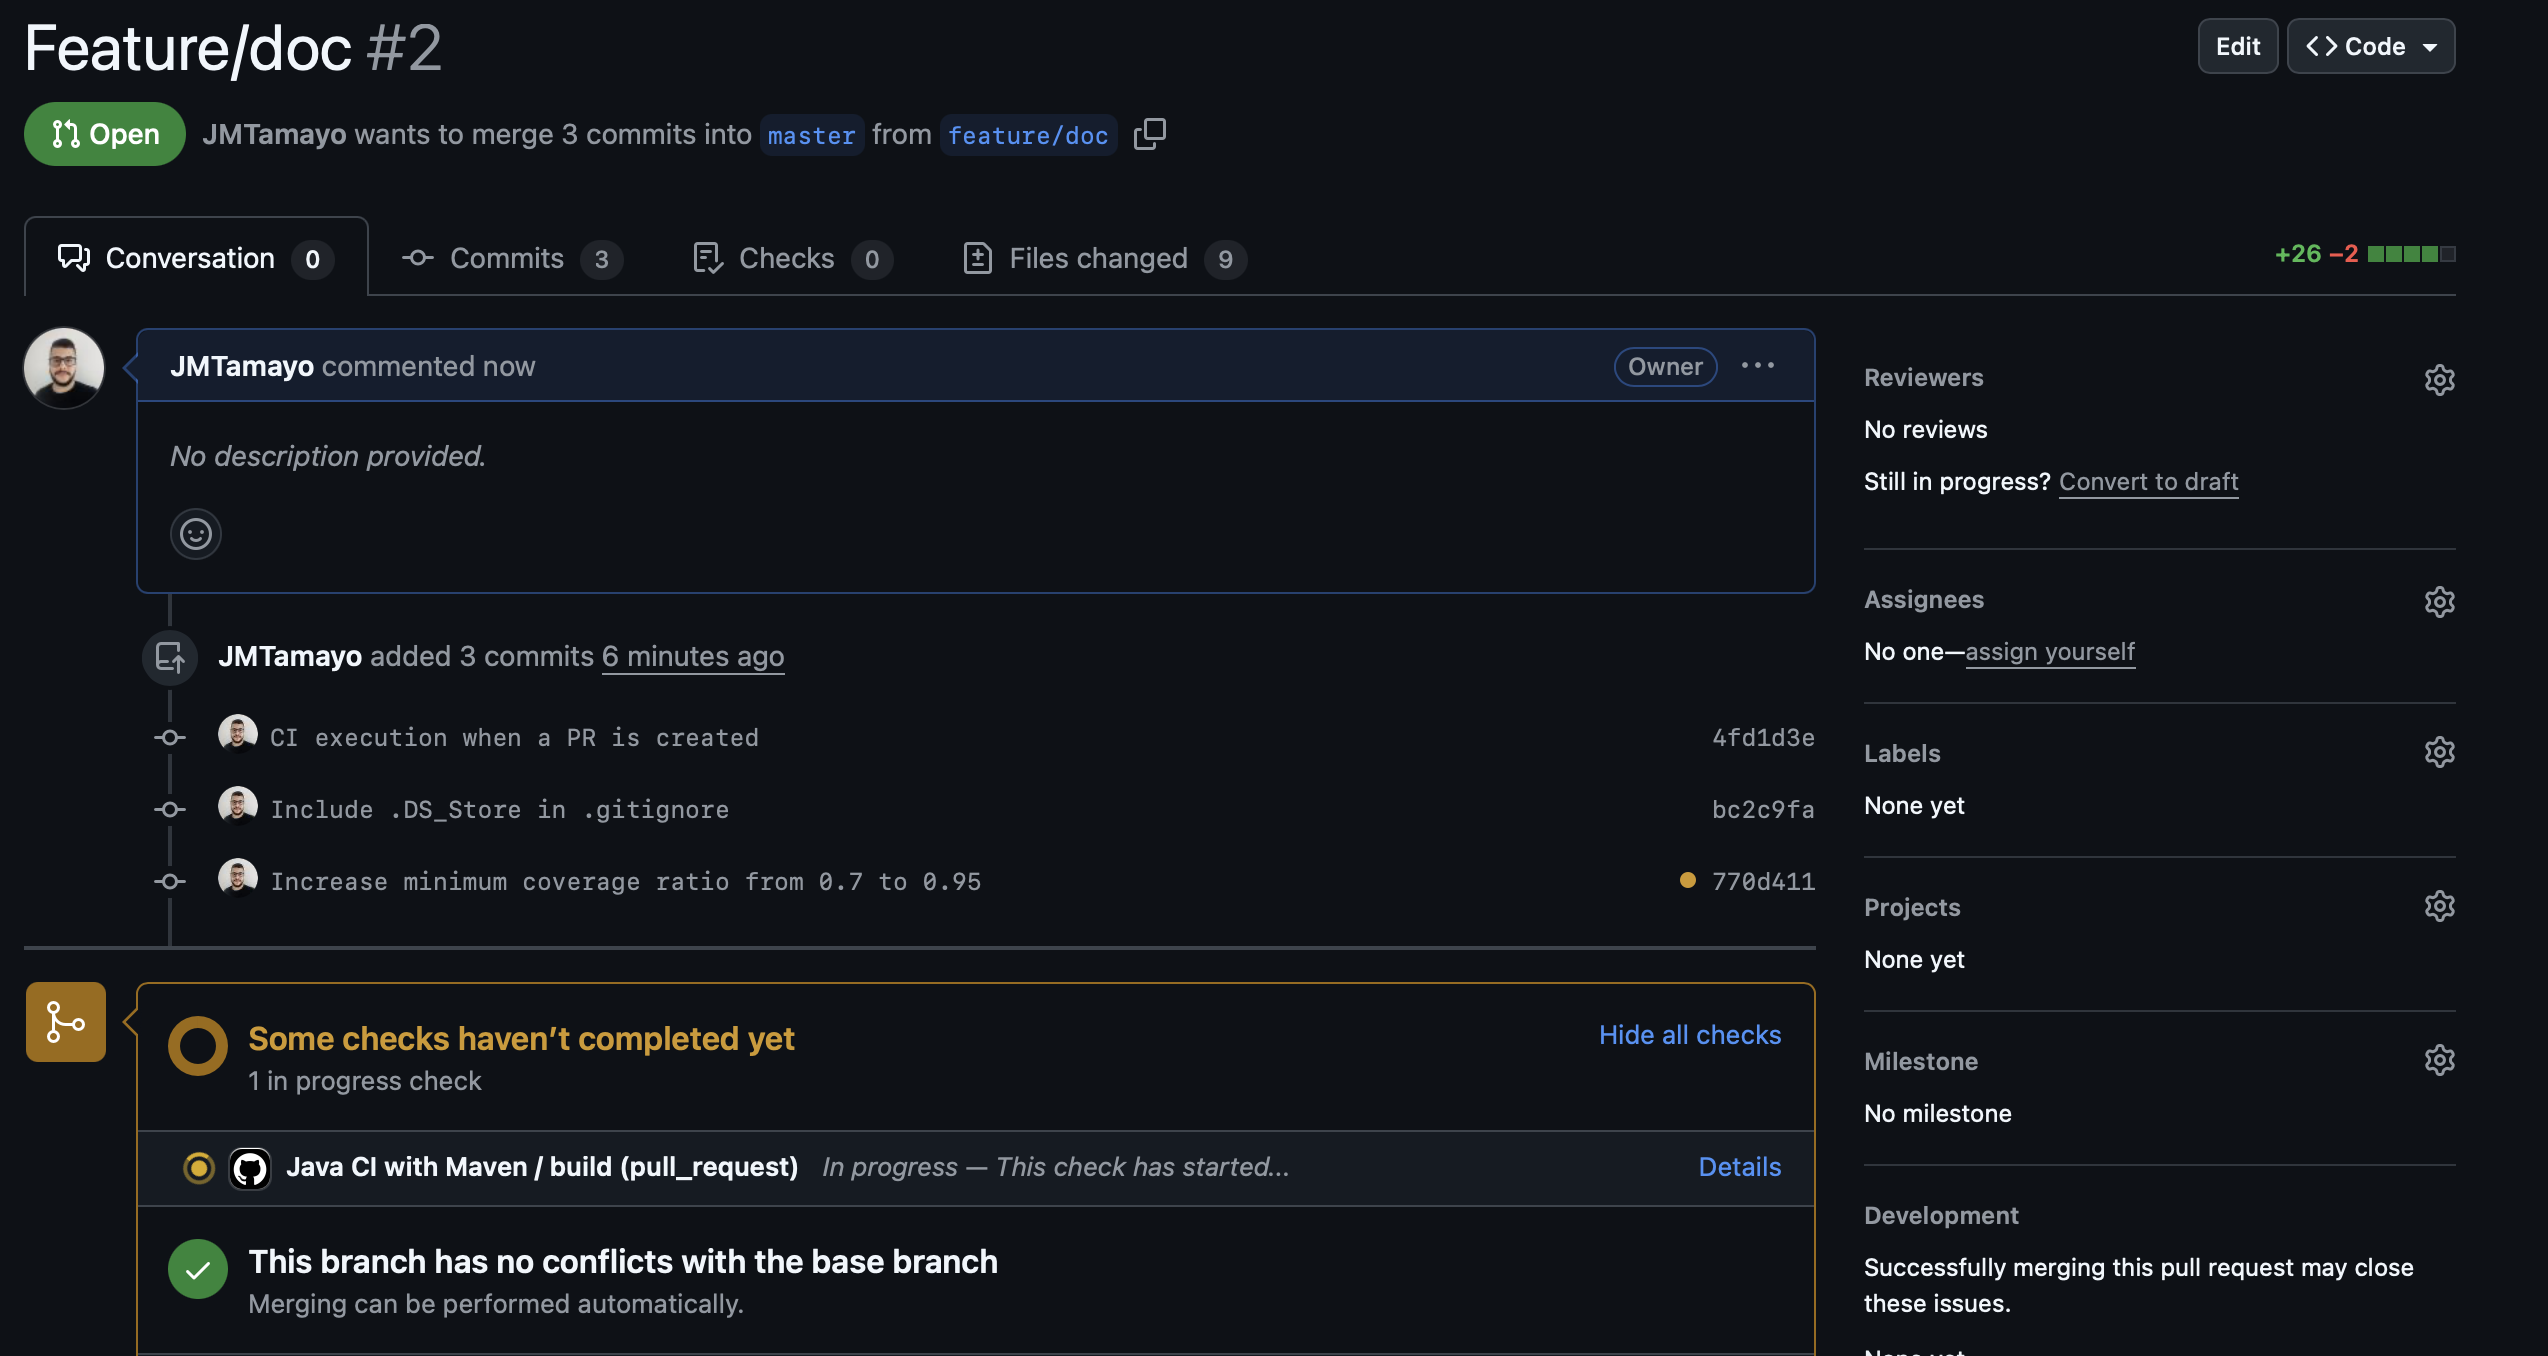 Feature/doc #2
Edit
Code
Open
JMTamayo wants to merge 3 commits into master from feature/doc
Conversation 0
Commits 3
Checks 0
Files changed 9
+26 −2
JMTamayo commented now
Owner
No description provided.
JMTamayo added 3 commits 6 minutes ago
CI execution when a PR is created 4fd1d3e
Include .DS_Store in .gitignore bc2c9fa
Increase minimum coverage ratio from 0.7 to 0.95 770d411
Some checks haven’t completed yet
Hide all checks
1 in progress check
Java CI with Maven / build (pull_request) In progress — This check has started...
Details
This branch has no conflicts with the base branch
Merging can be performed automatically.
Reviewers
No reviews
Still in progress? Convert to draft
Assignees
No one—assign yourself
Labels
None yet
Projects
None yet
Milestone
No milestone
Development
Successfully merging this pull request may close
these issues.
None yet